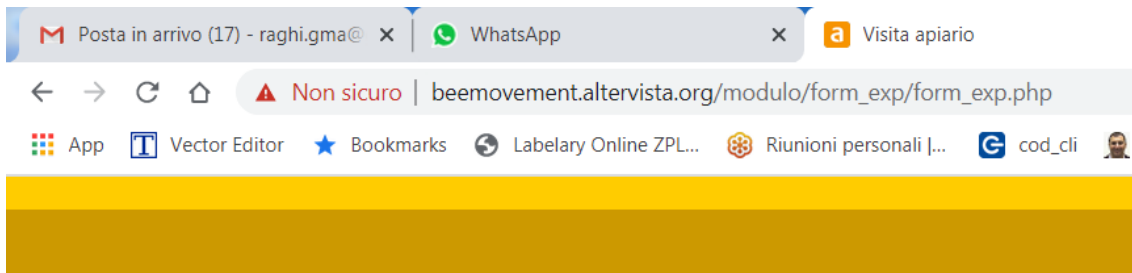 Posta in arrivo (17) - raghi.gma@ WhatsApp Visita apiario
Non sicuro beemovement.altervista.org/modulo/form_exp/form_exp.php
App Vector Editor Bookmarks Labelary Online ZPL... Riunioni personali |... cod_cli